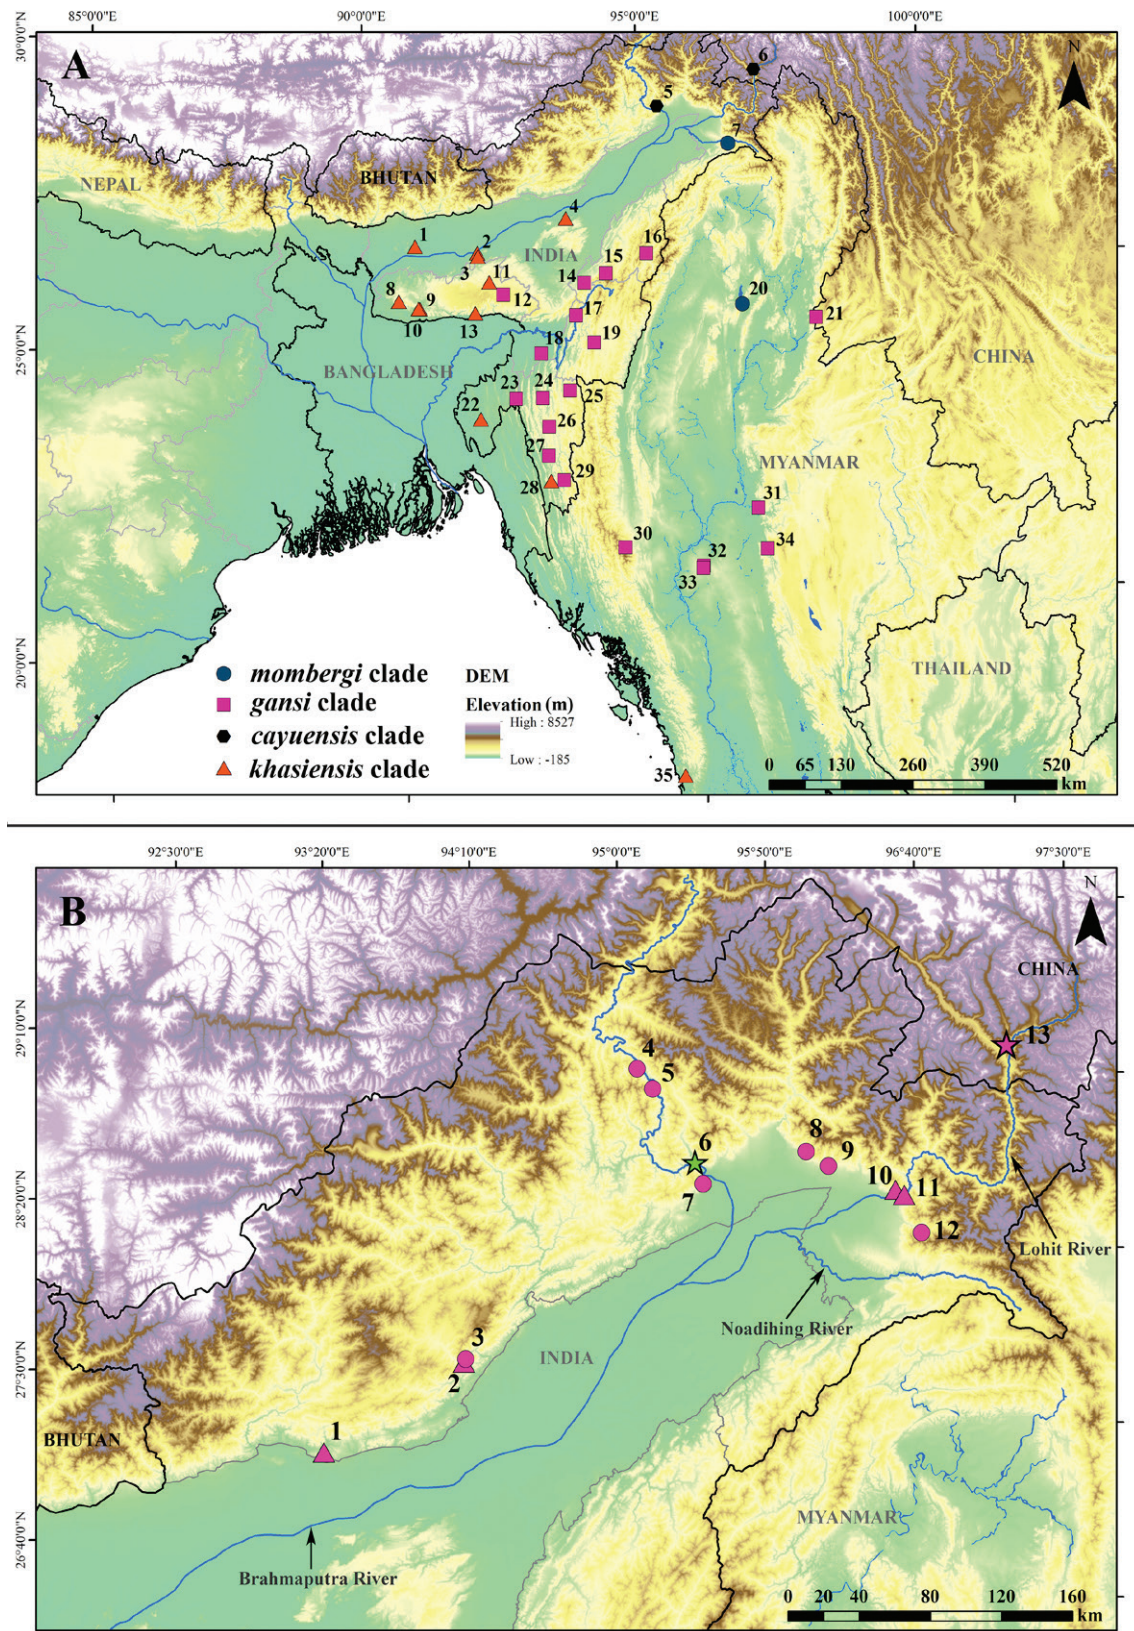 85°0'0"E 90°0'0"E 95°0'0"E 100°0'0"E
30°0'0"N
A
N
6
5
7
NEPAL
BHUTAN
4
1
2
INDIA
16
3
11
15
14
8
9
12
20
17
21
10
13
19
25°0'0"N
18
BANGLADESH
CHINA
23
24
25
22
26
27
MYANMAR
28
29
31
30
34
32
33
20°0'0"N
mombergi clade
gansi clade
cayuensis clade
khasiensis clade
DEM
Elevation (m)
High : 8527
Low : -185
THAILAND
35
0 65 130 260 390 520
km
92°30'0"E 93°20'0"E 94°10'0"E 95°0'0"E 95°50'0"E 96°40'0"E 97°30'0"E
B
N
CHINA
29°10'0"N
13
4
5
8
6
9
10
11
7
28°20'0"N
12
Lohit River
Noadihing River
3
INDIA
27°30'0"N
2
1
BHUTAN
MYANMAR
26°40'0"N
Brahmaputra River
0 20 40 80 120 160
km